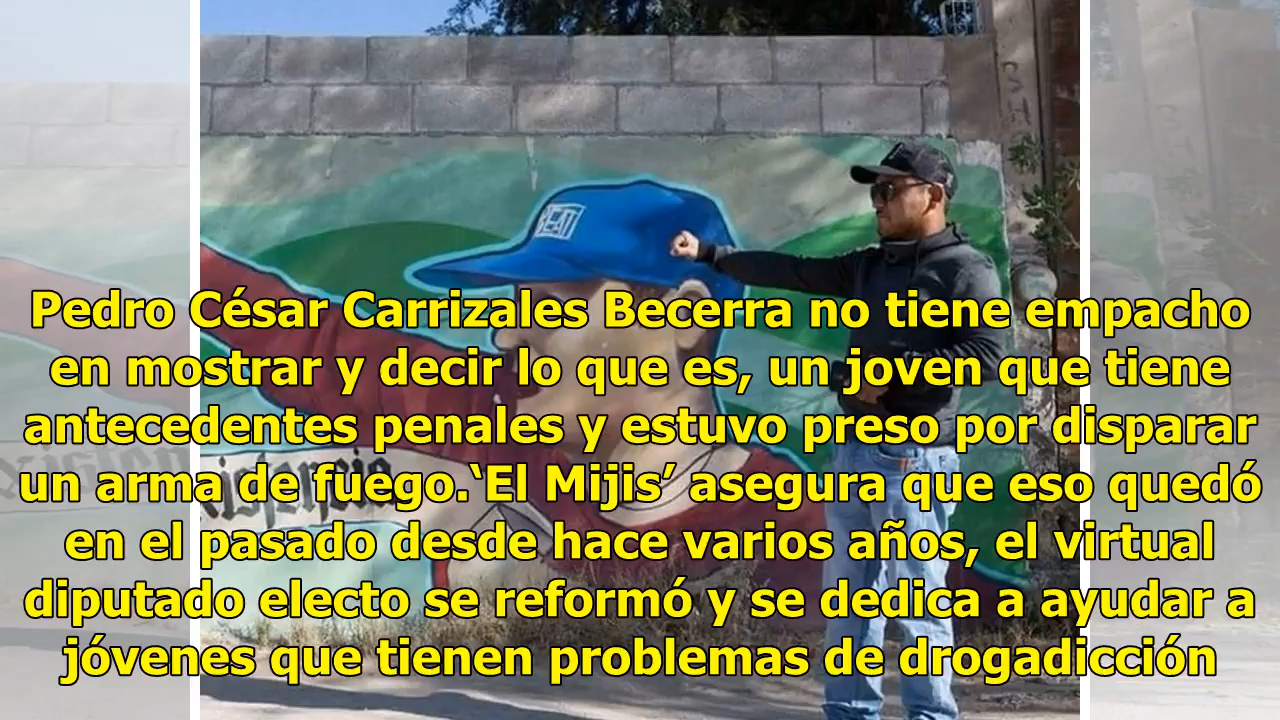 BEAT
Pedro César Carrizales Becerra no tiene empacho
en mostrar y decir lo que es, un joven que tiene
antecedentes penales y estuvo preso por disparar
un arma de fuego.‘El Mijis’ asegura que eso quedó
en el pasado desde hace varios años, el virtual
diputado electo se reformó y se dedica a ayudar a
jóvenes que tienen problemas de drogadicción